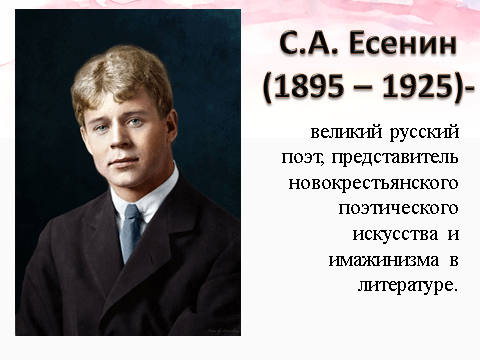 С.А. Есенин
(1895 – 1925)-
великий русский
поэт, представитель
новокрестьянского
поэтического
искусства и
имажинизма в
литературе.